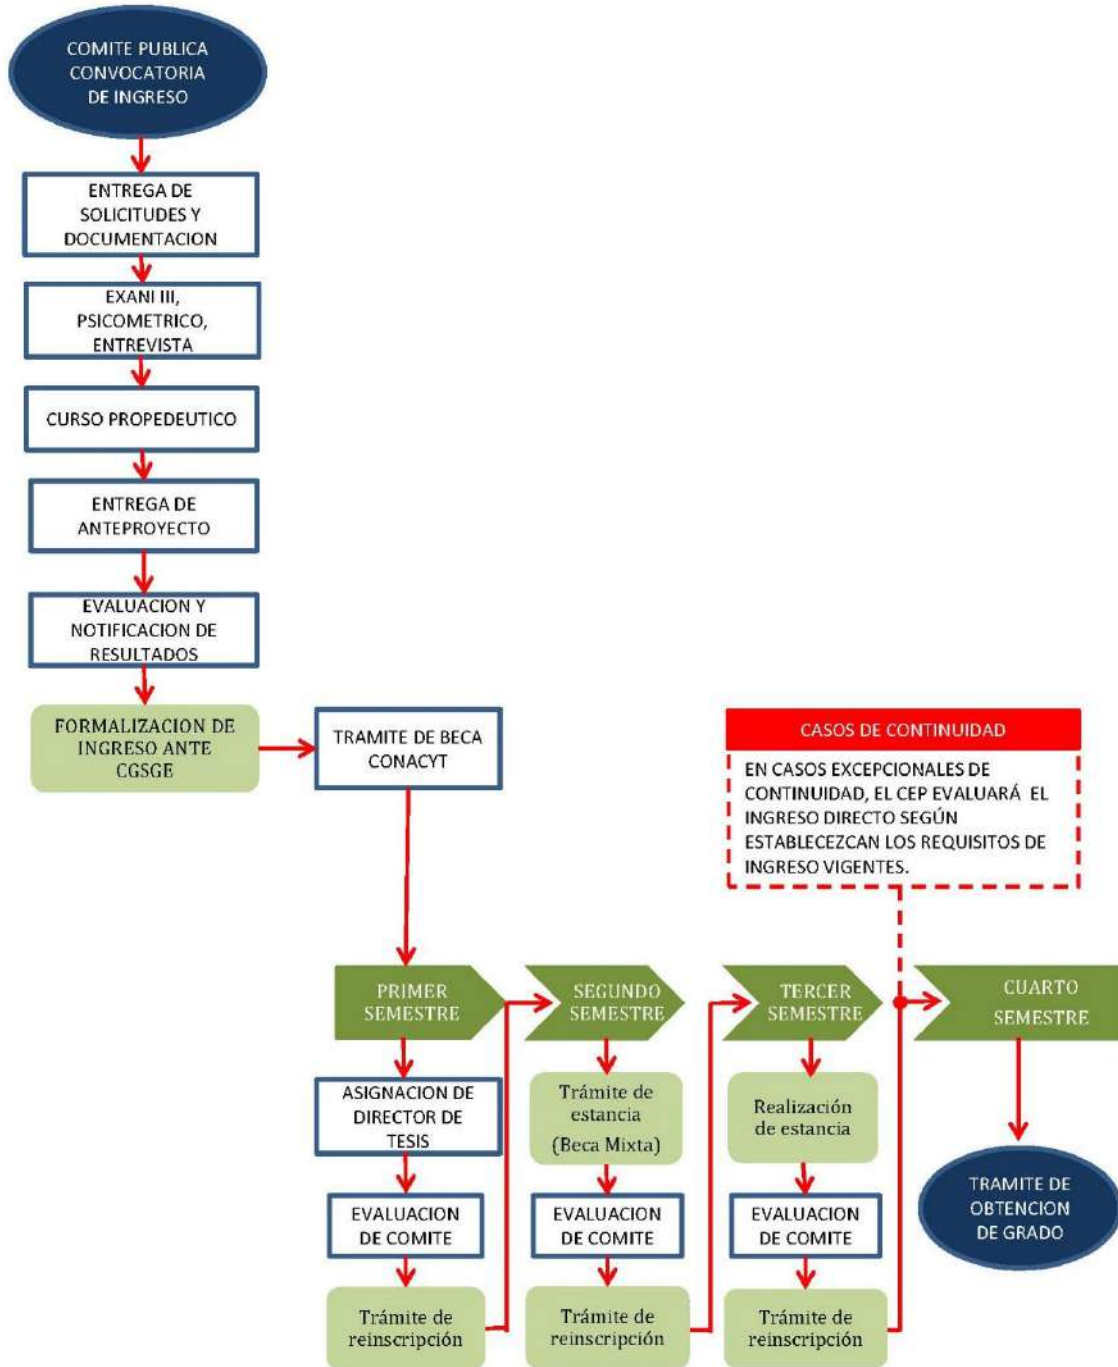 COMITE PUBLICA
CONVOCATORIA
DE INGRESO
ENTREGA DE
SOLICITUDES Y
DOCUMENTACION
EXANI III,
PSICOMETRICO,
ENTREVISTA
CURSO PROPEDEUTICO
ENTREGA DE
ANTEPROYECTO
EVALUACION Y
NOTIFICACION DE
RESULTADOS
FORMALIZACION DE
INGRESO ANTE
CGSGE
TRAMITE DE BECA
CONACYT
CASOS DE CONTINUIDAD
EN CASOS EXCEPCIONALES DE
CONTINUIDAD, EL CEP EVALUARÁ EL
INGRESO DIRECTO SEGÚN
ESTABLECEZCAN LOS REQUISITOS DE
INGRESO VIGENTES.
PRIMER
SEMESTRE
ASIGNACION DE
DIRECTOR DE
TESIS
EVALUACION
DE COMITE
Trámite de
reinscripción
SEGUNDO
SEMESTRE
Trámite de
estancia
(Beca Mixta)
EVALUACION
DE COMITE
Trámite de
reinscripción
TERCER
SEMESTRE
Realización
de estancia
EVALUACION
DE COMITE
Trámite de
reinscripción
CUARTO
SEMESTRE
TRAMITE DE
OBTENCION
DE GRADO